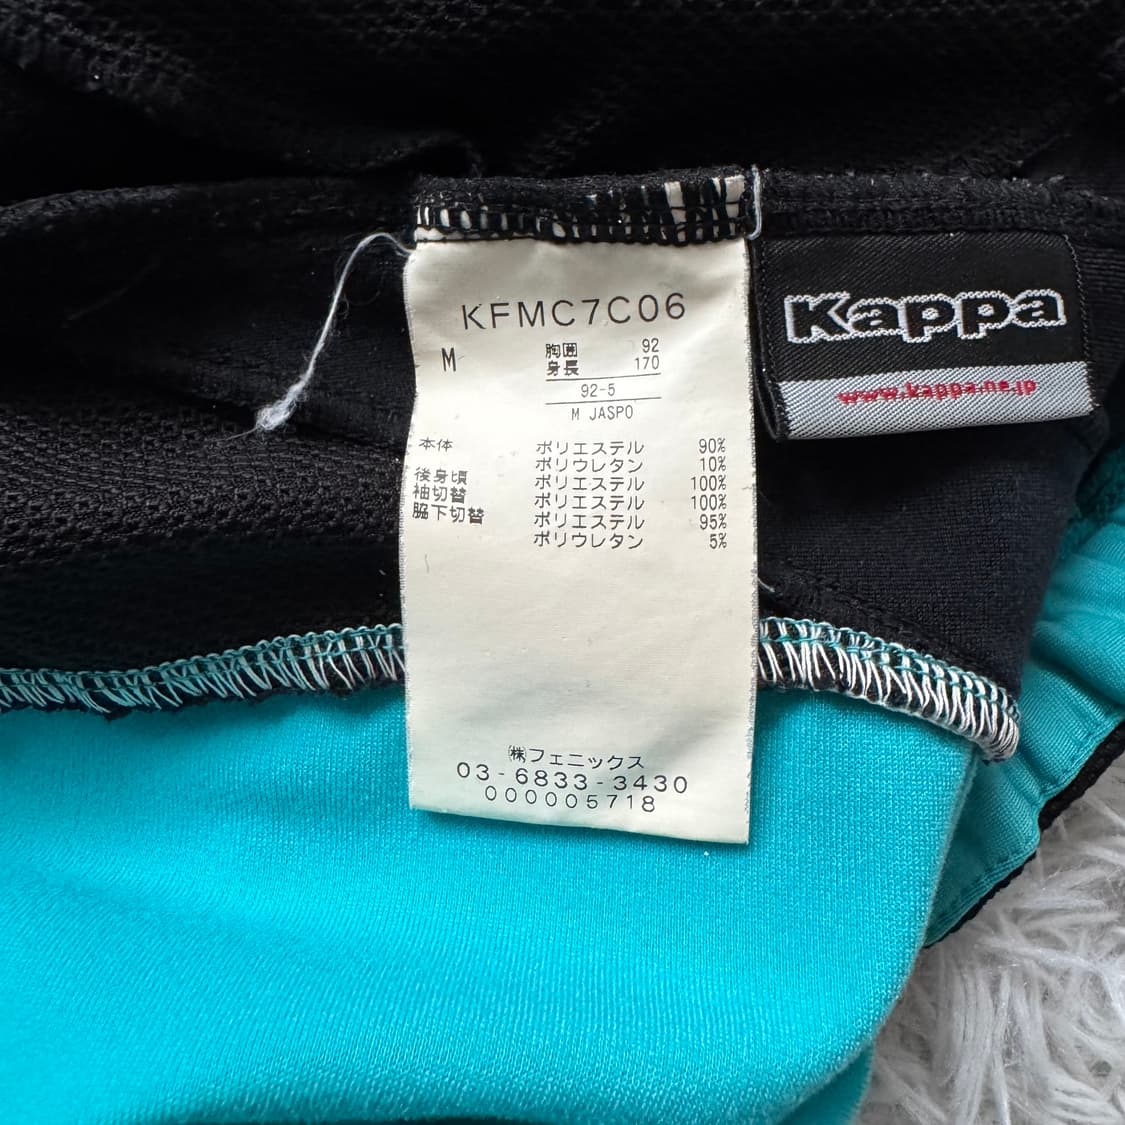 KFMC7C06
M
胸囲 92
身長 170
92-5
M JASPO
本体 ポリエステル 90%
ポリウレタン 10%
後身頃 ポリエステル 100%
袖切替 ポリエステル 100%
脇下切替 ポリエステル 95%
ポリウレタン 5%
㈱フェニックス
03-6833-3430
000005718
Kappa
www.kappa.ne.jp